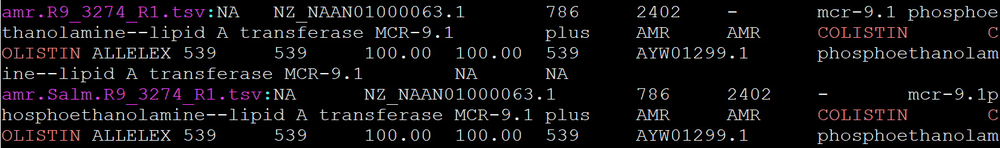 amr.R9_3274_R1.tsv:NA NZ_NAAN01000063.1 786 2402 - mcr-9.1 phosphoe
thanolamine--lipid A transferase MCR-9.1 plus AMR AMR COLISTIN C
OLISTIN ALLELEX 539 539 100.00 100.00 539 AYW01299.1 phosphoethanolam
ine--lipid A transferase MCR-9.1 NA NA
amr.Salm.R9_3274_R1.tsv:NA NZ_NAAN01000063.1 786 2402 - mcr-9.1p
hosphoethanolamine--lipid A transferase MCR-9.1 plus AMR AMR COLISTIN C
OLISTIN ALLELEX 539 539 100.00 100.00 539 AYW01299.1 phosphoethanolam